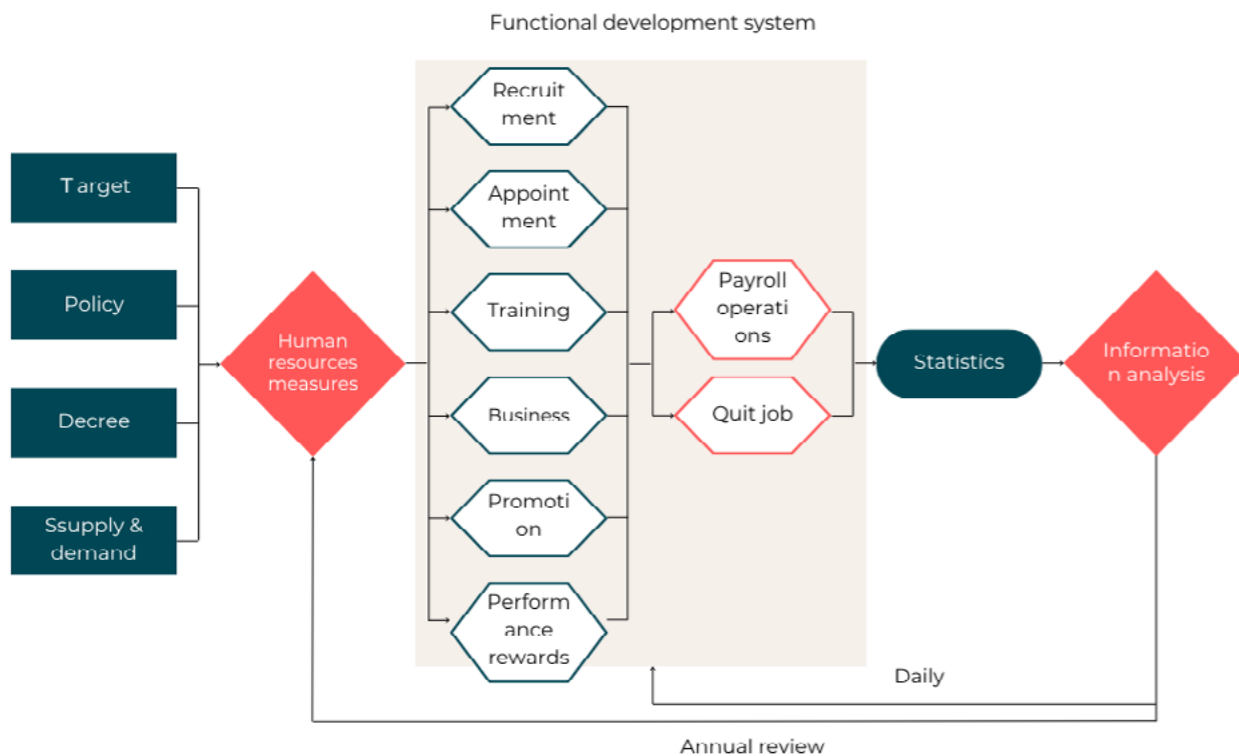 Functional development system
Target
Policy
Decree
Ssupply &
demand
Human
resources
measures
Recruit
ment
Appoint
ment
Training
Business
Promoti
on
Perform
ance
rewards
Payroll
operati
ons
Quit job
Statistics
Informatio
n analysis
Daily
Annual review